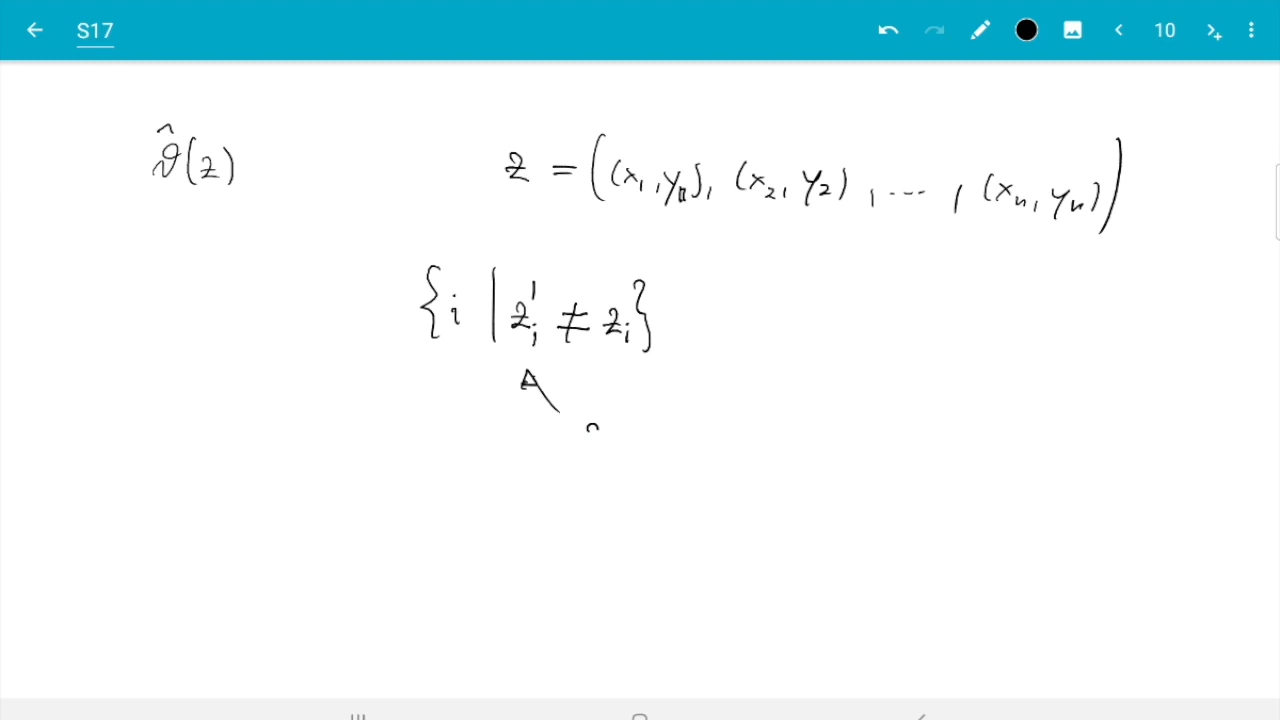 S17
10
ϑ̂(z) z = ((x₁, y₁), (x₂, y₂), ..., (xₙ, yₙ))
{i | z'ᵢ ≠ zᵢ}